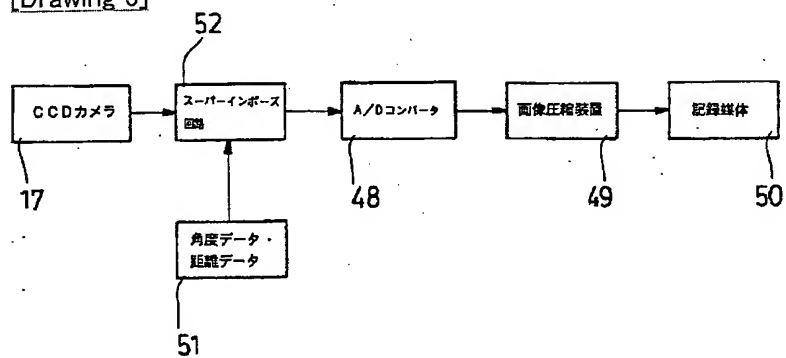 [Drawing 6]
52
CCDカメラ
スーパーインポーズ
回路
A/Dコンバータ
画像圧縮装置
記録媒体
17
48
49
50
角度データ・
距離データ
51